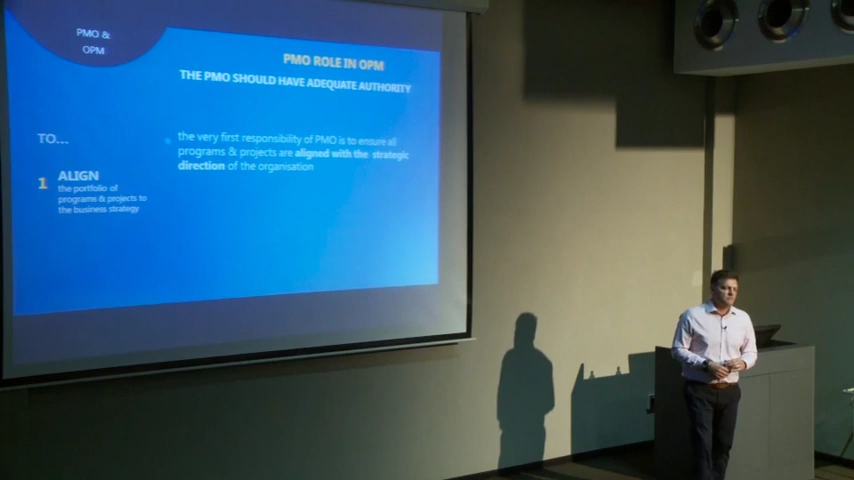 PMO &
OPM
PMO ROLE IN OPM
THE PMO SHOULD HAVE ADEQUATE AUTHORITY
TO...
1 ALIGN
the portfolio of
programs & projects to
the business strategy
the very first responsibility of PMO is to ensure all
programs & projects are aligned with the strategic
direction of the organisation